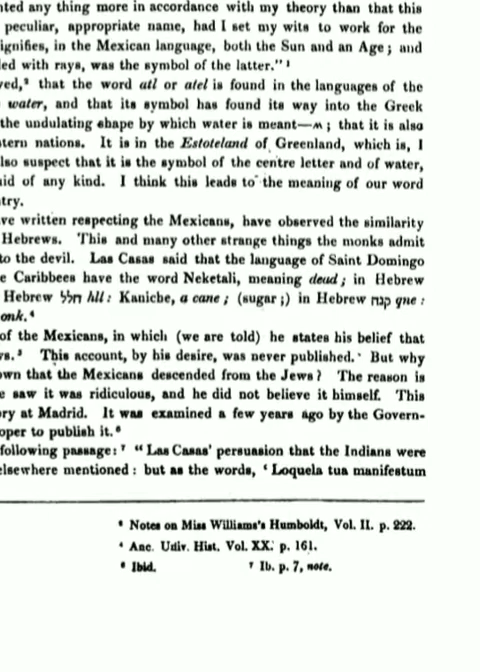 nted any thing more in accordance with my theory than that this
peculiar, appropriate name, had I set my wits to work for the
ignifies, in the Mexican language, both the Sun and an Age; and
led with rays, was the symbol of the latter." ¹
ved,² that the word atl or atel is found in the languages of the
water, and that its symbol has found its way into the Greek
the undulating shape by which water is meant—ʍ; that it is also
stern nations. It is in the Estoteland of Greenland, which is, I
lso suspect that it is the symbol of the centre letter and of water,
uid of any kind. I think this leads to the meaning of our word
try.
ve written respecting the Mexicans, have observed the similarity
Hebrews. This and many other strange things the monks admit
to the devil. Las Casas said that the language of Saint Domingo
e Caribbees have the word Neketali, meaning dead; in Hebrew
Hebrew חלל hll: Kaniche, a cane; (sugar;) in Hebrew קנה qne:
onk.⁴
of the Mexicans, in which (we are told) he states his belief that
ws.⁵ This account, by his desire, was never published. But why
own that the Mexicans descended from the Jews? The reason is
e saw it was ridiculous, and he did not believe it himself. This
ory at Madrid. It was examined a few years ago by the Govern-
oper to publish it.⁶
following passage: ⁷ "Las Casas' persuasion that the Indians were
elsewhere mentioned: but as the words, 'Loquela tua manifestum
Notes on Miss Williams's Humboldt, Vol. II. p. 222.
⁴ Anc. Univ. Hist. Vol. XX. p. 161.
⁶ Ibid. ⁷ Ib. p. 7, note.